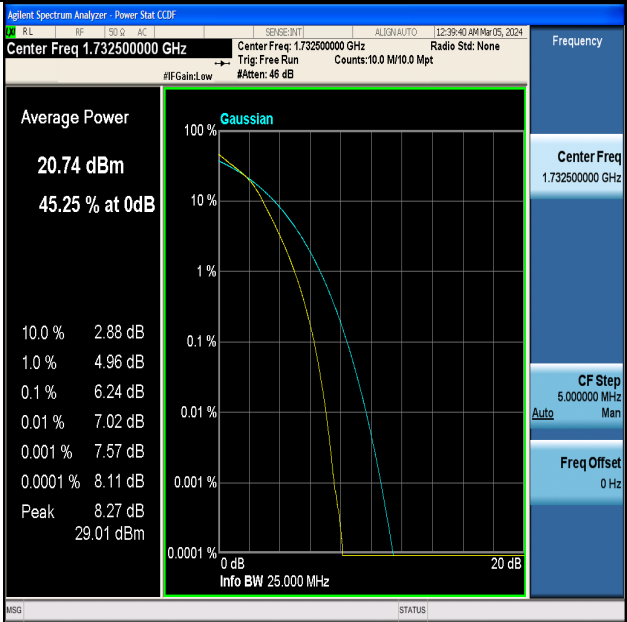 Agilent Spectrum Analyzer - Power Stat CCDF
LXI RL RF 50 Ω AC SENSE:INT ALIGN AUTO 12:39:40 AM Mar 05, 2024
Center Freq 1.732500000 GHz
Center Freq: 1.732500000 GHz Radio Std: None
Trig: Free Run Counts:10.0 M/10.0 Mpt
#IFGain:Low #Atten: 46 dB
Average Power
20.74 dBm
45.25 % at 0dB
10.0 % 2.88 dB
1.0 % 4.96 dB
0.1 % 6.24 dB
0.01 % 7.02 dB
0.001 % 7.57 dB
0.0001 % 8.11 dB
Peak 8.27 dB
29.01 dBm
Gaussian
100 %
10 %
1 %
0.1 %
0.01 %
0.001 %
0.0001 %
0 dB 20 dB
Info BW 25.000 MHz
Frequency
Center Freq
1.732500000 GHz
CF Step
5.000000 MHz
Auto Man
Freq Offset
0 Hz
MSG STATUS